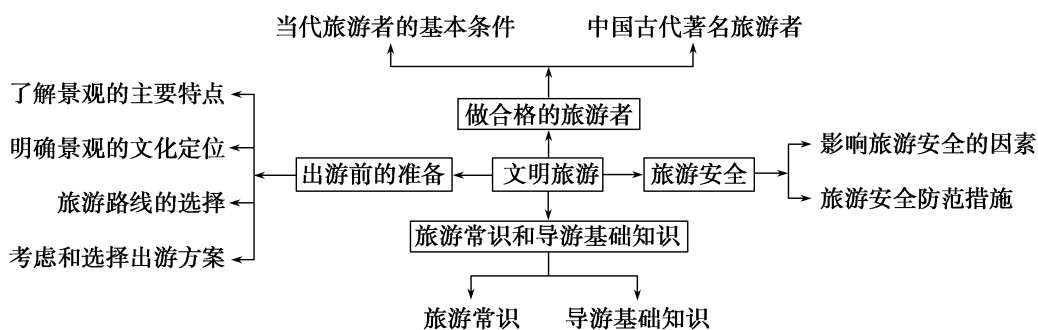 当代旅游者的基本条件
中国古代著名旅游者
了解景观的主要特点
做合格的旅游者
明确景观的文化定位
影响旅游安全的因素
出游前的准备
文明旅游
旅游安全
旅游路线的选择
旅游安全防范措施
旅游常识和导游基础知识
考虑和选择出游方案
旅游常识
导游基础知识